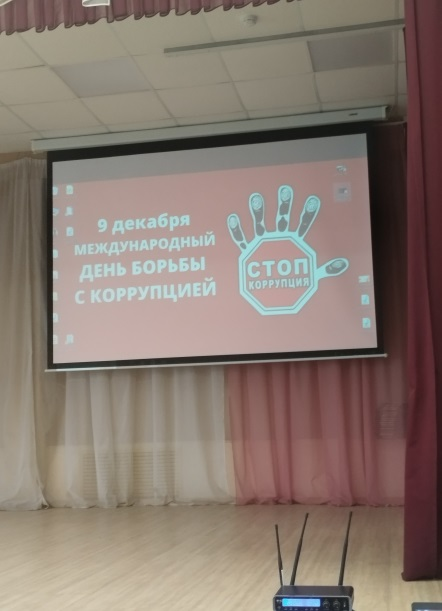 9 декабря
МЕЖДУНАРОДНЫЙ
ДЕНЬ БОРЬБЫ
С КОРРУПЦИЕЙ
СТОП
КОРРУПЦИЯ